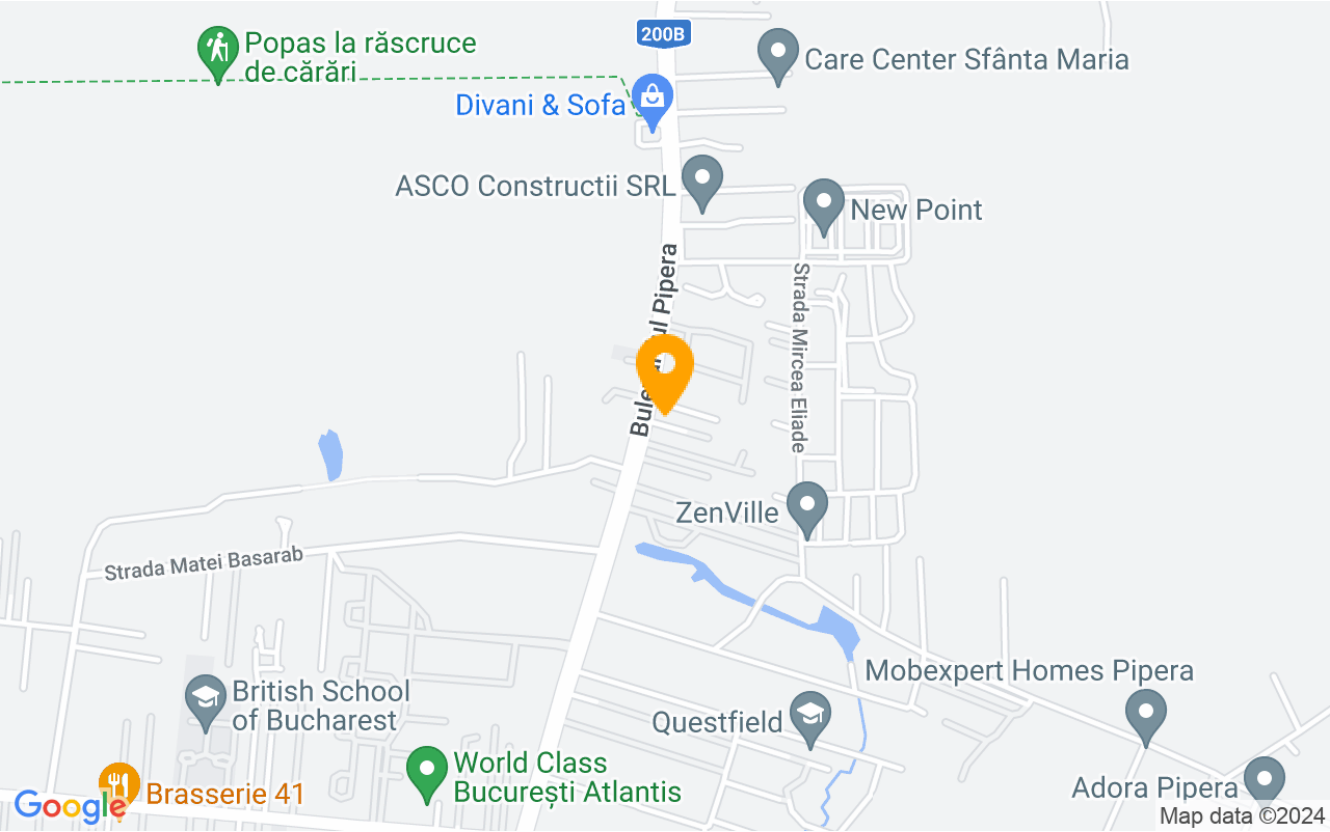 200B
Popas la răscruce
de cărări
Care Center Sfânta Maria
Divani & Sofa
ASCO Constructii SRL
New Point
Bulevardul Pipera
Strada Mircea Eliade
ZenVille
Strada Matei Basarab
Mobexpert Homes Pipera
British School
of Bucharest
Questfield
World Class
București Atlantis
Adora Pipera
Brasserie 41
Google
Map data ©2024